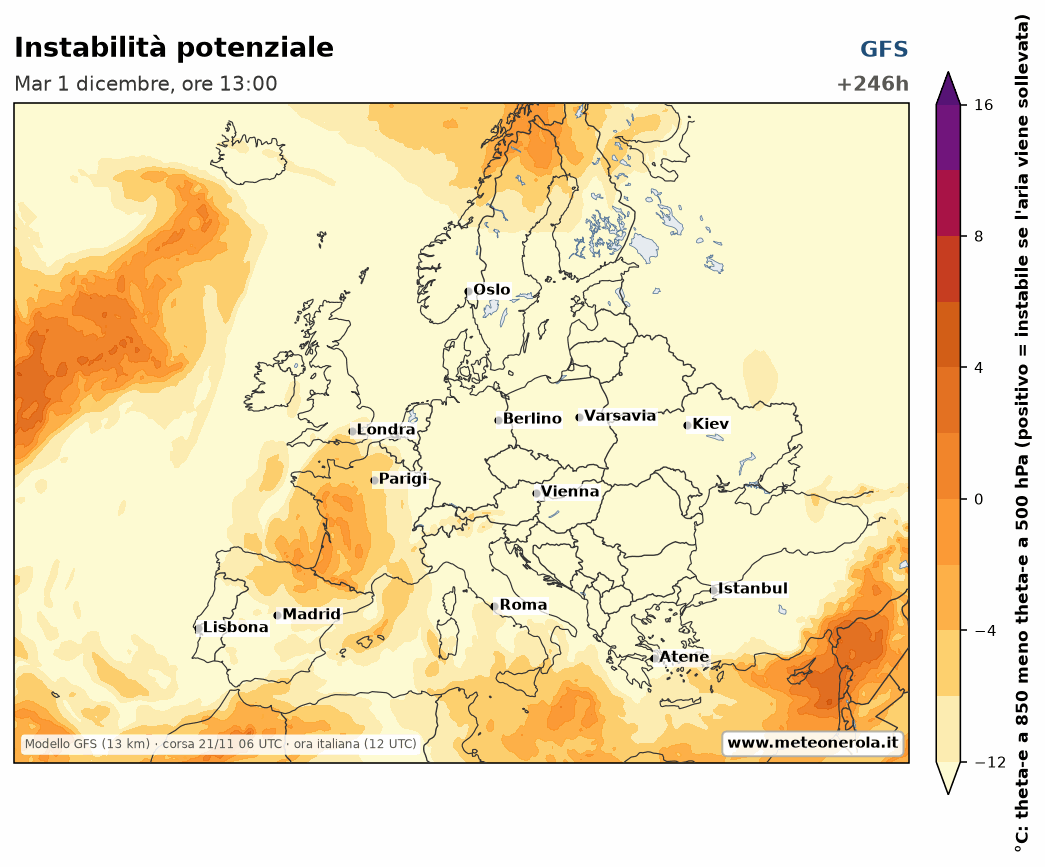 Instabilità potenziale
GFS
Mar 1 dicembre, ore 13:00
+246h
Oslo
Londra
Berlino
Varsavia
Kiev
Parigi
Vienna
Istanbul
Roma
Madrid
Lisbona
Atene
Modello GFS (13 km) · corsa 21/11 06 UTC · ora italiana (12 UTC)
www.meteonerola.it
16
8
4
0
−4
−12
°C: theta-e a 850 meno theta-e a 500 hPa (positivo = instabile se l'aria viene sollevata)